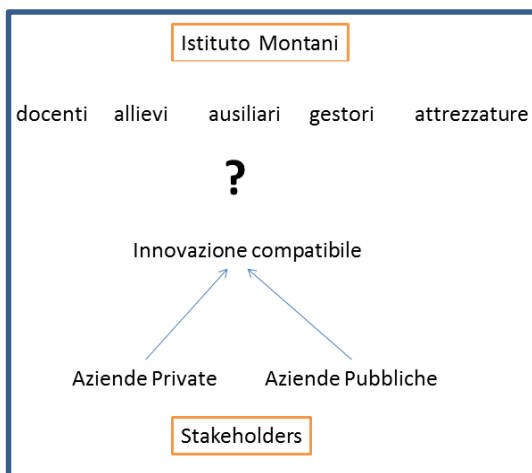 Istituto Montani
docenti allievi ausiliari gestori attrezzature
?
Innovazione compatibile
Aziende Private Aziende Pubbliche
Stakeholders